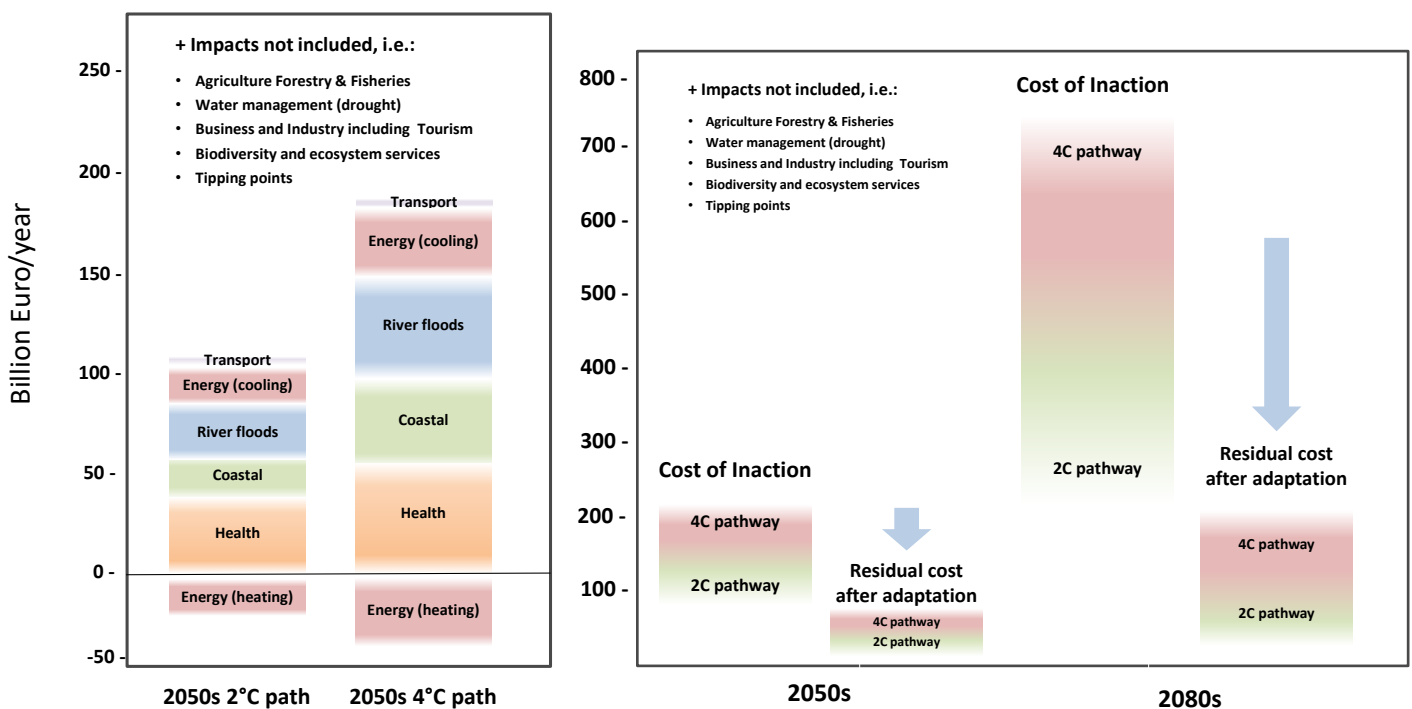 Billion Euro/year
250 -
200 -
150 -
100 -
50 -
0 -
-50 -
+ Impacts not included, i.e.:
• Agriculture Forestry & Fisheries
• Water management (drought)
• Business and Industry including Tourism
• Biodiversity and ecosystem services
• Tipping points
Transport
Energy (cooling)
River floods
Coastal
Health
Energy (heating)
Transport
Energy (cooling)
River floods
Coastal
Health
Energy (heating)
2050s 2°C path
2050s 4°C path
800 -
700 -
600 -
500 -
400 -
300 -
200 -
100 -
+ Impacts not included, i.e.:
• Agriculture Forestry & Fisheries
• Water management (drought)
• Business and Industry including Tourism
• Biodiversity and ecosystem services
• Tipping points
Cost of Inaction
4C pathway
2C pathway
Residual cost
after adaptation
4C pathway
2C pathway
Cost of Inaction
4C pathway
2C pathway
Residual cost
after adaptation
4C pathway
2C pathway
2050s
2080s